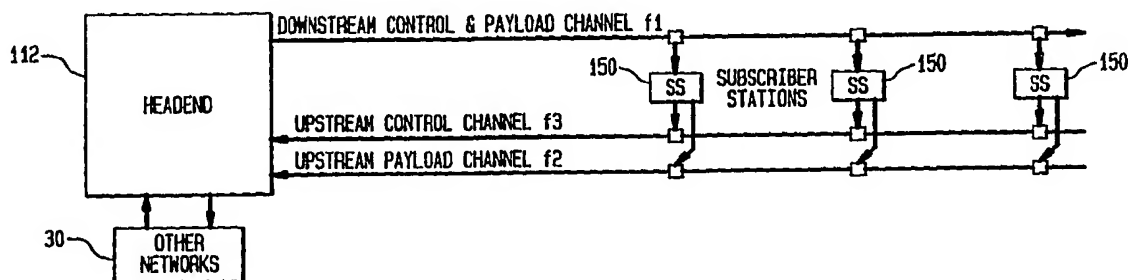 DOWNSTREAM CONTROL & PAYLOAD CHANNEL f1
112
HEADEND
150
SS
SUBSCRIBER
STATIONS
150
SS
150
SS
UPSTREAM CONTROL CHANNEL f3
UPSTREAM PAYLOAD CHANNEL f2
30
OTHER
NETWORKS